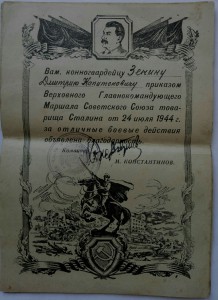 Вам, конногвардейцу Зенину
Дмитрию Капитоновичу приказом
Верховного Главнокомандующего
Маршала Советского Союза това-
рища Сталина от 24 июля 1944 г.
за отличные боевые действия
объявлена благодарность.
Н. КОНСТАНТИНОВ.